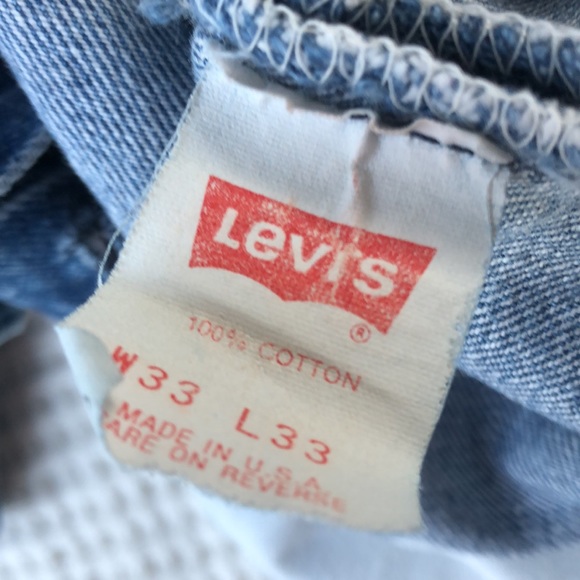 Levi's
®
100% COTTON
W33 L33
MADE IN U.S.A.
CARE ON REVERSE